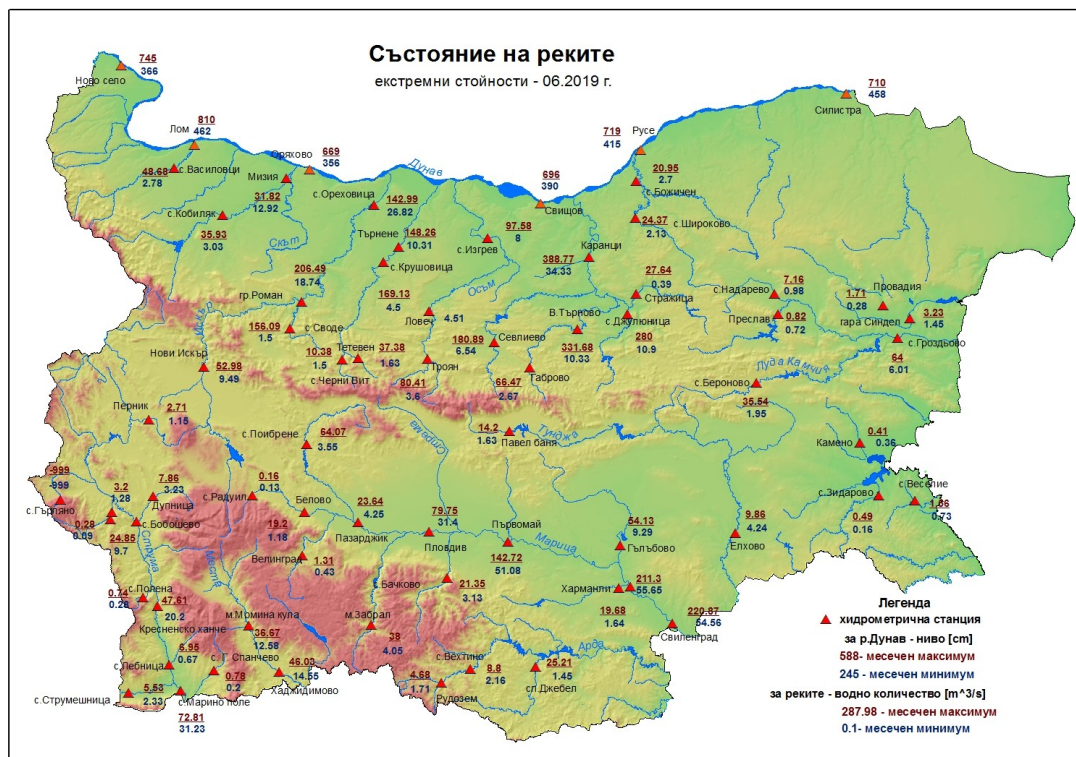 Състояние на реките
екстремни стойности - 06.2019 г.
745
366
Ново село
710
458
Силистра
Лом
810
462
669
356
Оряхово
719
415
Русе
Дунав
696
390
Свищов
48.68
2.78
с.Василовци
Мизия
31.82
12.92
с.Кобиляк
35.93
3.03
Скът
с.Ореховица
142.99
26.82
Търнене
148.26
10.31
с.Крушовица
97.58
8
с.Изгрев
20.95
2.7
с.Божичен
24.37
2.13
с.Широково
Каранци
388.77
34.33
206.49
18.74
гр.Роман
Искър
156.09
1.5
с.Своде
169.13
4.5
Ловеч
4.51
Осъм
27.64
0.39
Стражица
В.Търново
331.68
10.33
с.Джулюница
280
10.9
с.Надарево
7.16
0.98
Преслав
0.82
0.72
1.71
0.28
Провадия
гара Синдел
3.23
1.45
с.Гроздьово
64
6.01
Нови Искър
52.98
9.49
10.38
1.5
с.Черни Вит
Тетевен
37.38
1.63
180.89
6.54
Севлиево
Троян
80.41
3.6
66.47
2.67
Габрово
Луда Камчия
с.Бероново
35.54
1.95
Перник
2.71
1.15
с.Поибрене
64.07
3.55
Стряма
14.2
1.63
Павел баня
Тунджа
0.41
0.36
Камено
-999
-999
с.Гърляно
3.2
1.28
7.86
3.23
Дупница
с.Радуил
0.16
0.13
0.28
0.09
с.Бобошево
24.85
9.7
Струма
Места
19.2
1.18
Белово
23.64
4.25
Пазарджик
79.75
31.4
Пловдив
Първомай
142.72
51.08
Марица
54.13
9.29
Гълъбово
9.86
4.24
Елхово
с.Зидарово
0.49
0.16
с.Веселие
1.66
0.73
Велинград
1.31
0.43
с.Бачково
21.35
3.13
Харманли
19.68
1.64
211.3
55.65
220.87
54.56
Свиленград
с.Полена
0.74
0.26
47.61
20.2
Кресненско ханче
м.Момина кула
36.67
12.58
м.Забрал
38
4.05
6.95
0.67
с.Лебница
с.Г. Спанчево
0.78
0.2
46.03
14.55
Хаджидимово
с.Струмешница
5.53
2.33
с.Марино поле
72.81
31.23
с.Вехтино
8.8
2.16
4.68
1.71
Рудозем
Арда
25.21
1.45
сп.Джебел
Легенда
хидрометрична станция
за р.Дунав - ниво [cm]
588- месечен максимум
245 - месечен минимум
за реките - водно количество [m^3/s]
287.98 - месечен максимум
0.1- месечен минимум